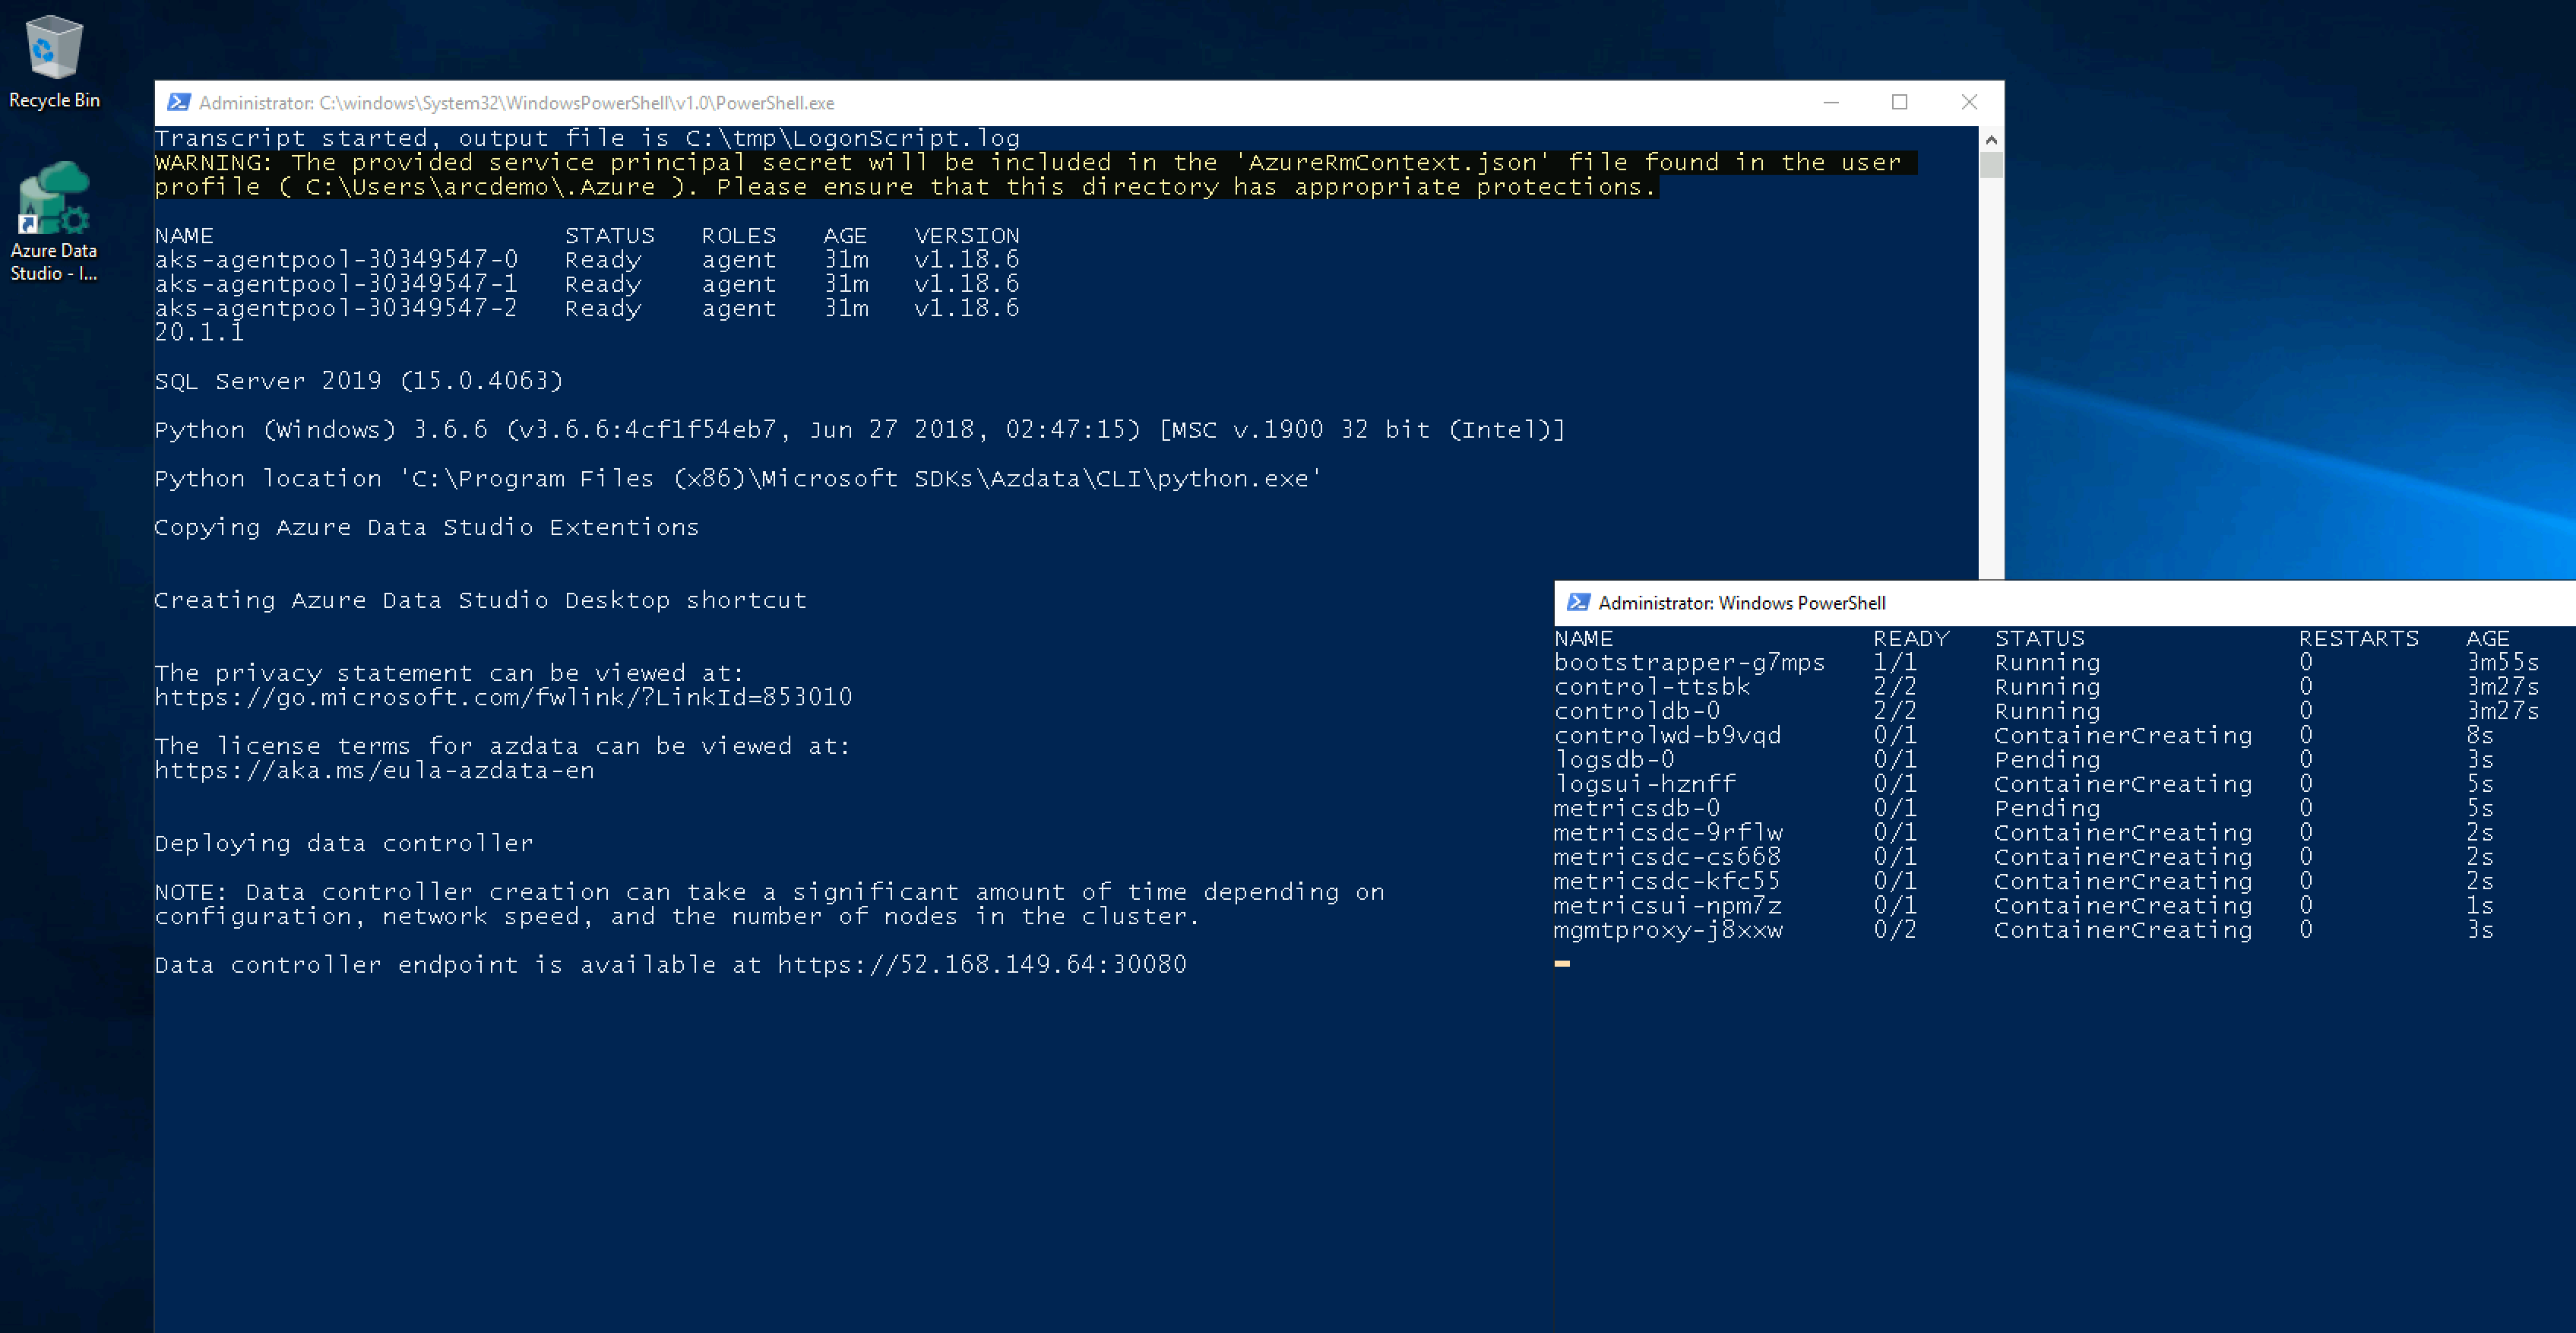 Recycle Bin
Azure Data
Studio - I...
Administrator: C:\windows\System32\WindowsPowerShell\v1.0\PowerShell.exe
Transcript started, output file is C:\tmp\LogonScript.log
WARNING: The provided service principal secret will be included in the 'AzureRmContext.json' file found in the user
profile ( C:\Users\arcdemo\.Azure ). Please ensure that this directory has appropriate protections.
NAME STATUS ROLES AGE VERSION
aks-agentpool-30349547-0 Ready agent 31m v1.18.6
aks-agentpool-30349547-1 Ready agent 31m v1.18.6
aks-agentpool-30349547-2 Ready agent 31m v1.18.6
20.1.1
SQL Server 2019 (15.0.4063)
Python (Windows) 3.6.6 (v3.6.6:4cf1f54eb7, Jun 27 2018, 02:47:15) [MSC v.1900 32 bit (Intel)]
Python location 'C:\Program Files (x86)\Microsoft SDKs\Azdata\CLI\python.exe'
Copying Azure Data Studio Extentions
Creating Azure Data Studio Desktop shortcut
The privacy statement can be viewed at:
https://go.microsoft.com/fwlink/?LinkId=853010
The license terms for azdata can be viewed at:
https://aka.ms/eula-azdata-en
Deploying data controller
NOTE: Data controller creation can take a significant amount of time depending on
configuration, network speed, and the number of nodes in the cluster.
Data controller endpoint is available at https://52.168.149.64:30080
Administrator: Windows PowerShell
NAME READY STATUS RESTARTS AGE
bootstrapper-g7mps 1/1 Running 0 3m55s
control-ttsbk 2/2 Running 0 3m27s
controldb-0 2/2 Running 0 3m27s
controlwd-b9vqd 0/1 ContainerCreating 0 8s
logsdb-0 0/1 Pending 0 3s
logsui-hznff 0/1 ContainerCreating 0 5s
metricsdb-0 0/1 Pending 0 5s
metricsdc-9rflw 0/1 ContainerCreating 0 2s
metricsdc-cs668 0/1 ContainerCreating 0 2s
metricsdc-kfc55 0/1 ContainerCreating 0 2s
metricsui-npm7z 0/1 ContainerCreating 0 1s
mgmtproxy-j8xxw 0/2 ContainerCreating 0 3s